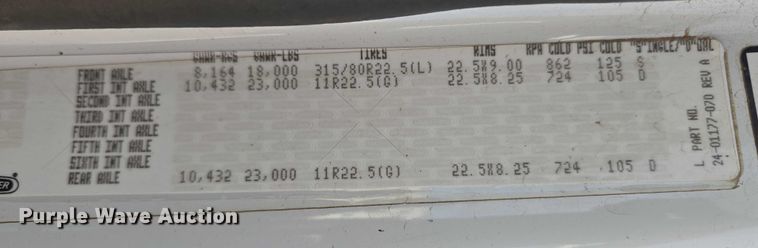 GAWR-KGS GAWR-LBS TIRES RIMS KPA COLD PSI COLD "S"INGLE/"D"UAL
FRONT AXLE 8,164 18,000 315/80R22.5(L) 22.5X9.00 862 125 S
FIRST INT AXLE 10,432 23,000 11R22.5(G) 22.5X8.25 724 105 D
SECOND INT AXLE
THIRD INT AXLE
FOURTH INT AXLE
FIFTH INT AXLE
SIXTH INT AXLE
REAR AXLE 10,432 23,000 11R22.5(G) 22.5X8.25 724 105 D
L PART NO.
24-01177-070 REV A
Purple Wave Auction